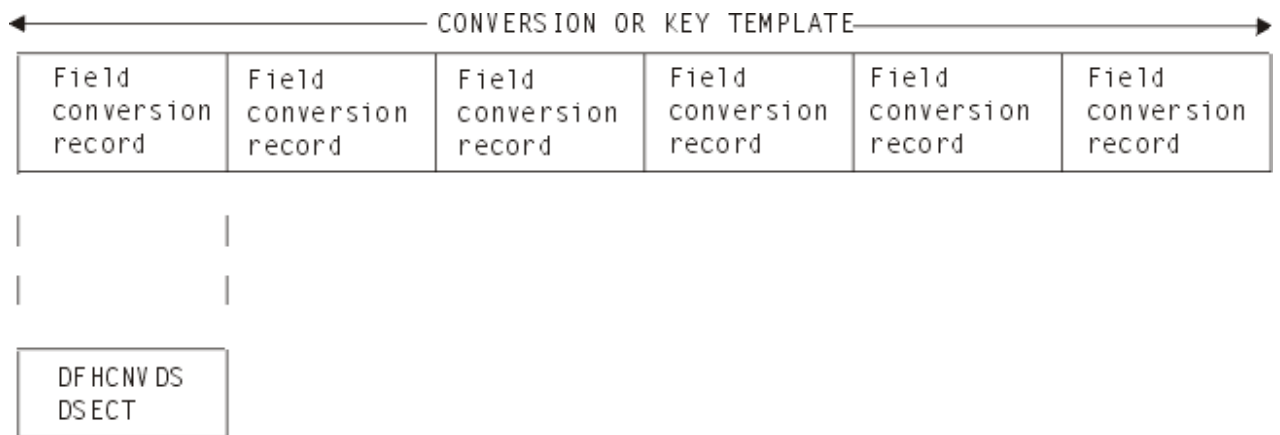 CONVERSION OR KEY TEMPLATE
Field
conversion
record
Field
conversion
record
Field
conversion
record
Field
conversion
record
Field
conversion
record
Field
conversion
record
DFHCNVDS
DSECT